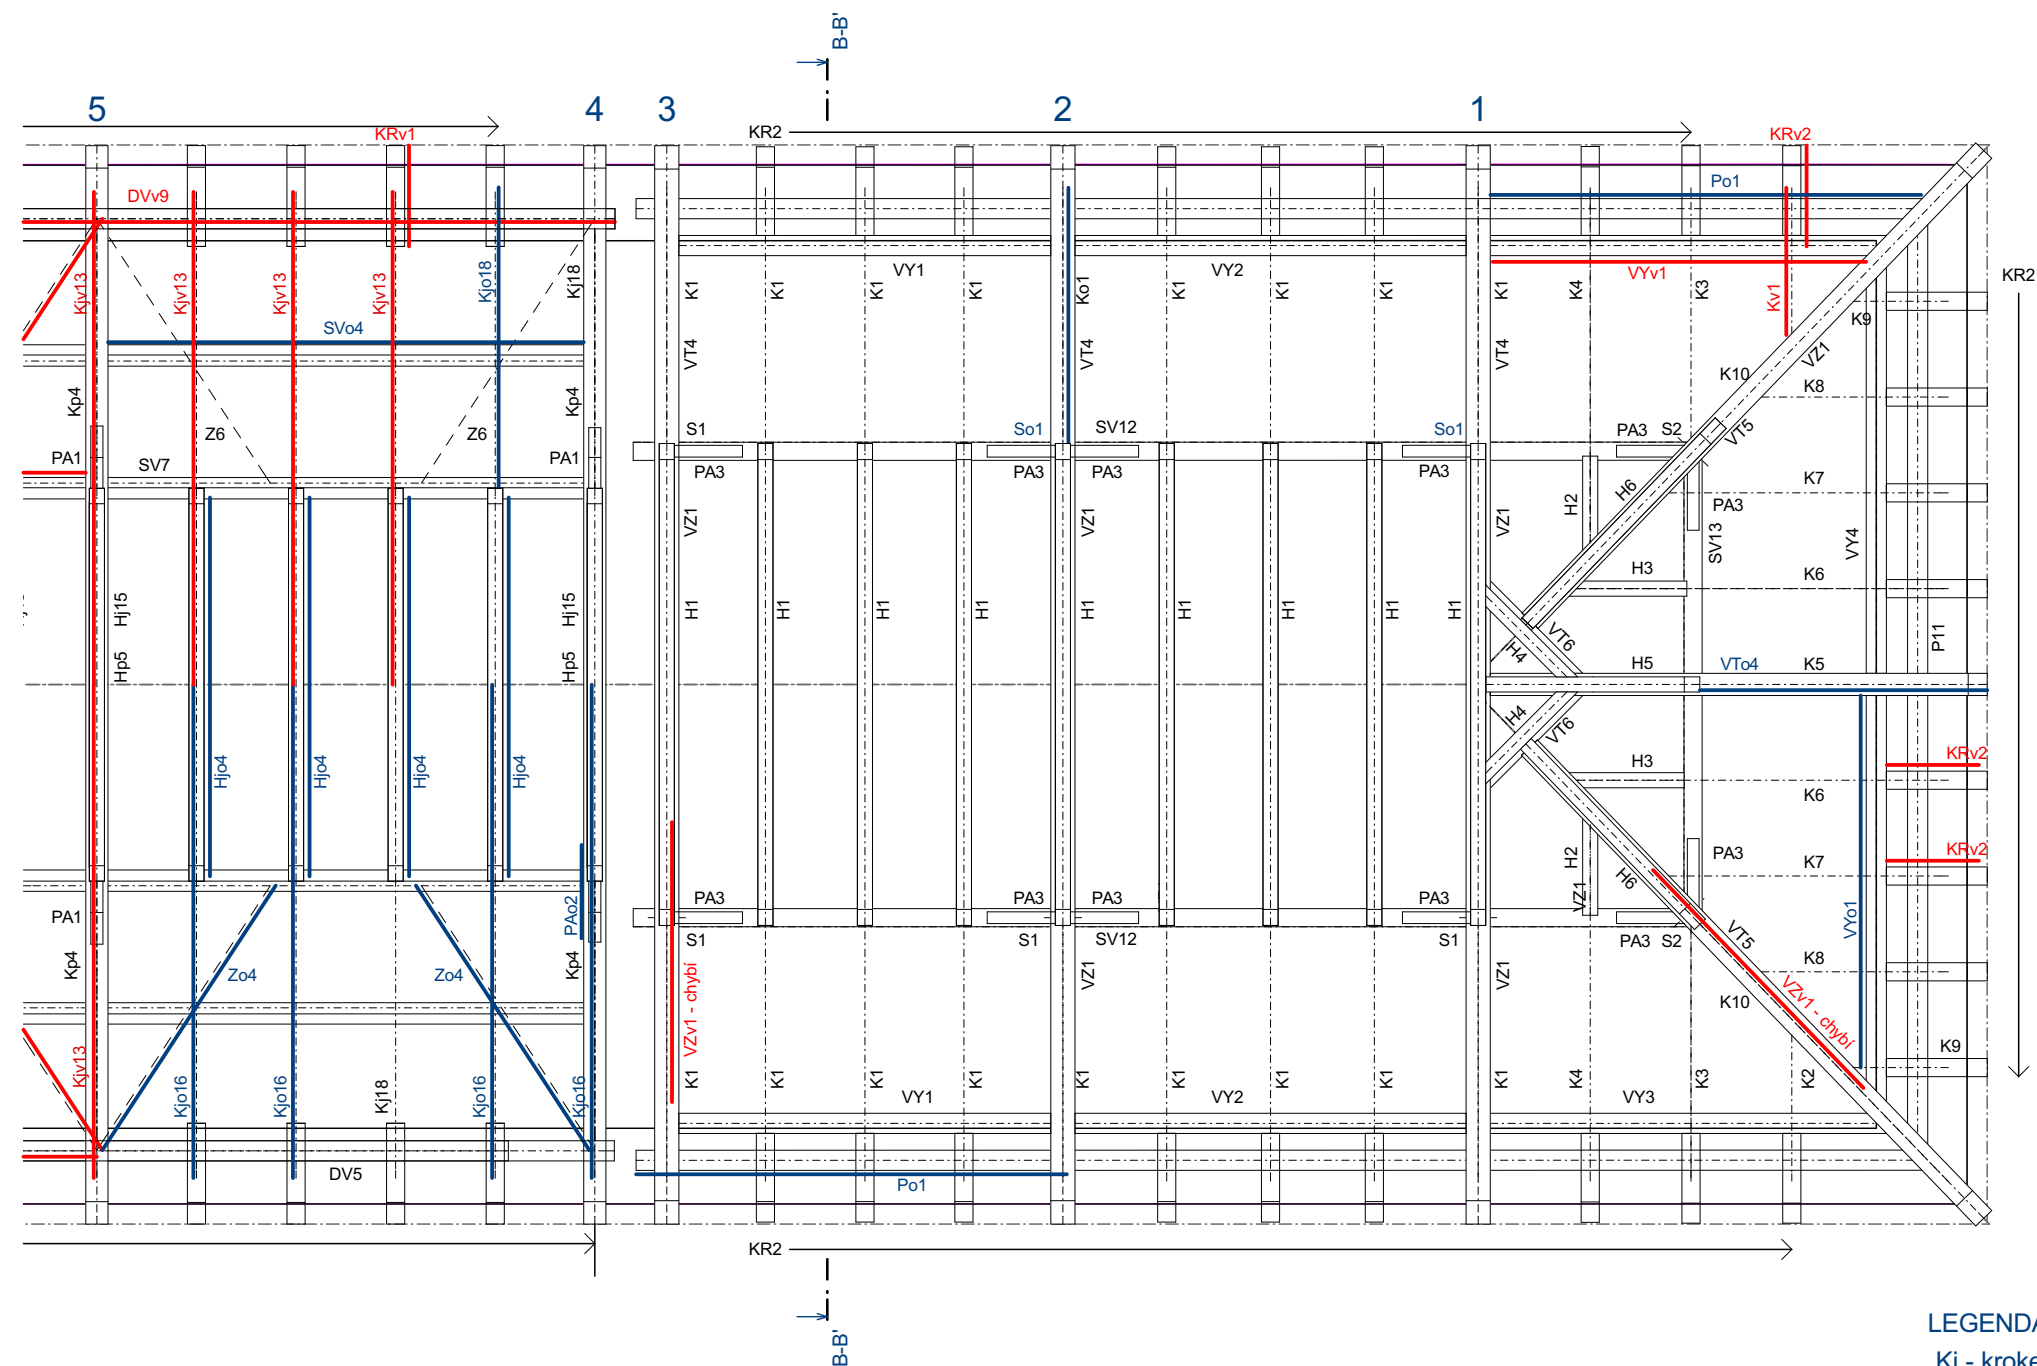 B-B'
5 4 3 2 1
KRv1 KR2 KRv2
DVv9 Po1
Kjv13 Kjv13 Kjv13 Kjv13 Kjo18 Kj18
VY1 VY2 VYv1 KR2
K1 K1 K1 K1 Ko1 K1 K1 K1 K1 K4 K3 Kv1
SVo4 K9
VT4 VT4 VT4 VZ1
K10 K8
Kp4 Kp4
Z6 Z6 S1 So1 SV12 So1 PA3 S2 VT5
PA1 SV7 PA1 PA3 PA3 PA3 PA3
H6 K7
VZ1 VZ1 VZ1 H2 PA3
SV13 VY4
H3 K6
Hj15 Hj15 H1 H1 H1 H1 H1 H1 H1 H1 H1
VT6 P11
H4
Hp5 Hp5 H5 VTo4 K5
H4 VT6
Hjo4 Hjo4 Hjo4 Hjo4 H3 KRv2
K6
H2 PA3 KRv2
H6 K7
PA1 PAo2 PA3 PA3 PA3 PA3 VZ1 VYo1
S1 S1 SV12 S1 PA3 S2 VT5
Kp4 Zo4 Zo4 Kp4 VZ1 VZ1 K8
VZv1 - chybí K10 VZv1 - chybí
Kjv13 K9
Kjo16 Kjo16 Kj18 Kjo16 Kjo16 K1 K1 K1 K1 K1 K1 K1 K1 K1 K4 K3 K2
VY1 VY2 VY3
DV5 Po1
KR2
B-B'
LEGENDA